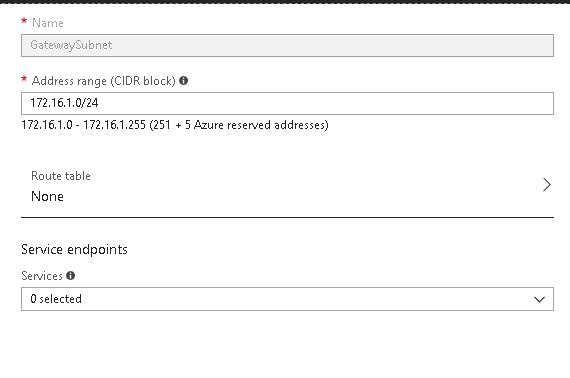 * Name
GatewaySubnet
* Address range (CIDR block)
172.16.1.0/24
172.16.1.0 - 172.16.1.255 (251 + 5 Azure reserved addresses)
Route table
None
Service endpoints
Services
0 selected